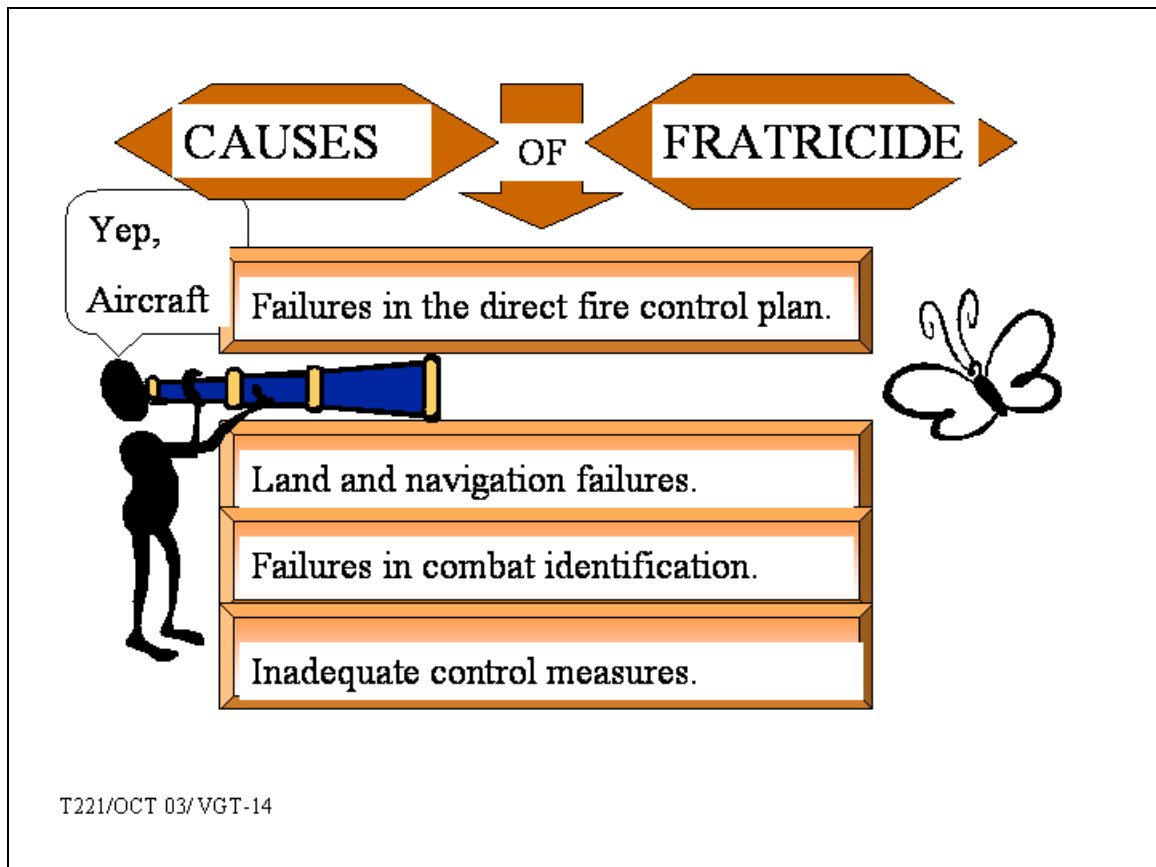 CAUSES OF FRATRICIDE
Yep,
Aircraft
Failures in the direct fire control plan.
Land and navigation failures.
Failures in combat identification.
Inadequate control measures.
T221/OCT 03/ VGT-14